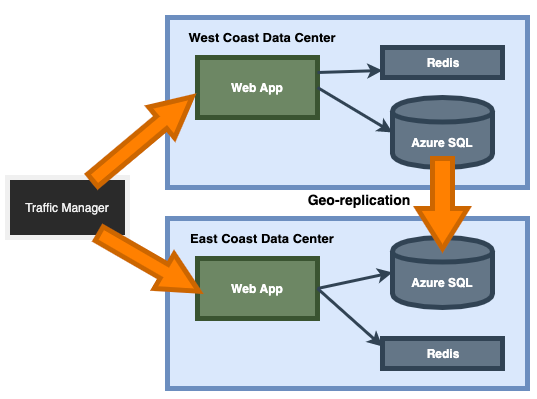 West Coast Data Center
Redis
Web App
Azure SQL
Traffic Manager
Geo-replication
East Coast Data Center
Azure SQL
Web App
Redis